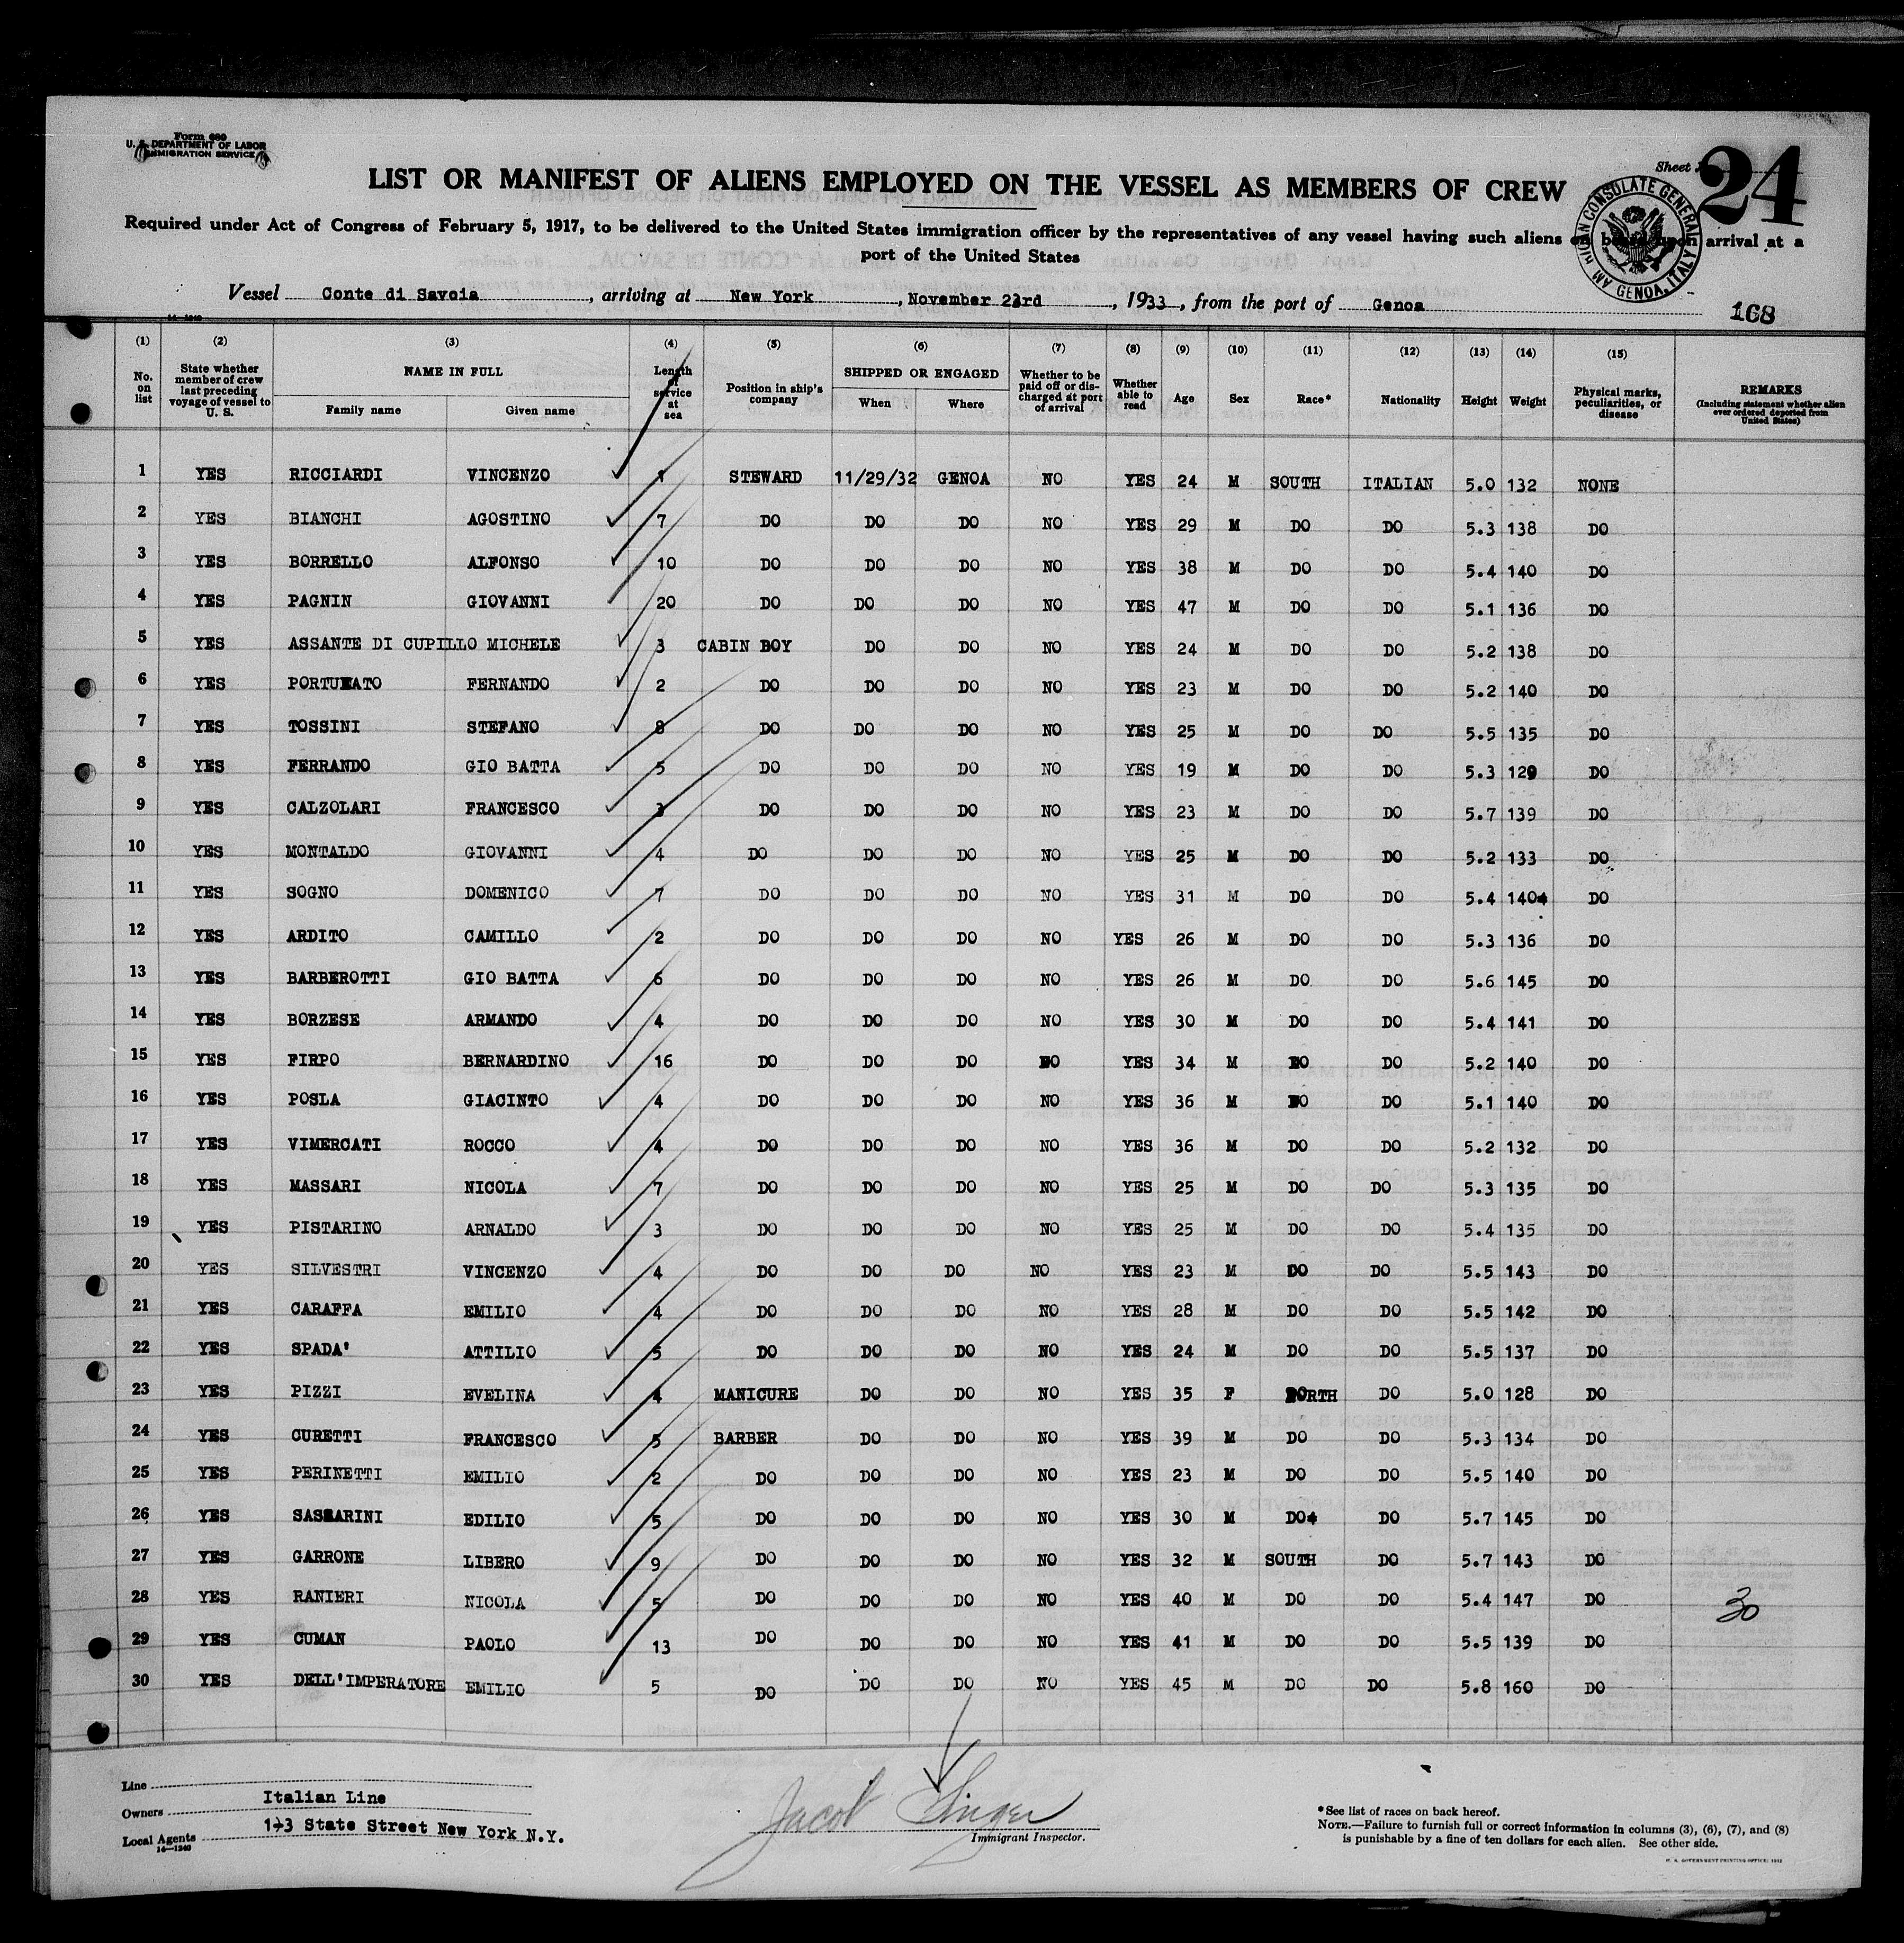 Form 680
U. S. DEPARTMENT OF LABOR
IMMIGRATION SERVICE
Sheet
24
LIST OR MANIFEST OF ALIENS EMPLOYED ON THE VESSEL AS MEMBERS OF CREW
AMERICAN CONSULATE GENERAL GENOA, ITALY
Required under Act of Congress of February 5, 1917, to be delivered to the United States immigration officer by the representatives of any vessel having such aliens on board upon arrival at a
port of the United States
Vessel Conte di Savoia, arriving at New York, November 23rd, 1933, from the port of Genoa
168
(1) (2) (3) (4) (5) (6) (7) (8) (9) (10) (11) (12) (13) (14) (15)
No. on list | State whether member of crew last preceding voyage of vessel to U. S. | NAME IN FULL Family name Given name | Length of service at sea | Position in ship's company | SHIPPED OR ENGAGED When Where | Whether to be paid off or discharged at port of arrival | Whether able to read | Age | Sex | Race* | Nationality | Height | Weight | Physical marks, peculiarities, or disease | REMARKS (Including statement whether alien ever ordered deported from United States)
1 YES RICCIARDI VINCENZO 1 STEWARD 11/29/32 GENOA NO YES 24 M SOUTH ITALIAN 5.0 132 NONE
2 YES BIANCHI AGOSTINO 7 DO DO DO NO YES 29 M DO DO 5.3 138 DO
3 YES BORRELLO ALFONSO 10 DO DO DO NO YES 38 M DO DO 5.4 140 DO
4 YES PAGNIN GIOVANNI 20 DO DO DO NO YES 47 M DO DO 5.1 136 DO
5 YES ASSANTE DI CUPILLO MICHELE 3 CABIN BOY DO DO NO YES 24 M DO DO 5.2 138 DO
6 YES PORTUNATO FERNANDO 2 DO DO DO NO YES 23 M DO DO 5.2 140 DO
7 YES TOSSINI STEFANO 8 DO DO DO NO YES 25 M DO DO 5.5 135 DO
8 YES FERRANDO GIO BATTA 5 DO DO DO NO YES 19 M DO DO 5.3 129 DO
9 YES CALZOLARI FRANCESCO 3 DO DO DO NO YES 23 M DO DO 5.7 139 DO
10 YES MONTALDO GIOVANNI 4 DO DO DO NO YES 25 M DO DO 5.2 133 DO
11 YES SOGNO DOMENICO 7 DO DO DO NO YES 31 M DO DO 5.4 140 DO
12 YES ARDITO CAMILLO 2 DO DO DO NO YES 26 M DO DO 5.3 136 DO
13 YES BARBEROTTI GIO BATTA 6 DO DO DO NO YES 26 M DO DO 5.6 145 DO
14 YES BORZESE ARMANDO 4 DO DO DO NO YES 30 M DO DO 5.4 141 DO
15 YES FIRPO BERNARDINO 16 DO DO DO NO YES 34 M DO DO 5.2 140 DO
16 YES POSLA GIACINTO 4 DO DO DO NO YES 36 M DO DO 5.1 140 DO
17 YES VIMERCATI ROCCO 4 DO DO DO NO YES 36 M DO DO 5.2 132 DO
18 YES MASSARI NICOLA 7 DO DO DO NO YES 25 M DO DO 5.3 135 DO
19 YES PISTARINO ARNALDO 3 DO DO DO NO YES 25 M DO DO 5.4 135 DO
20 YES SILVESTRI VINCENZO 4 DO DO DO NO YES 23 M DO DO 5.5 143 DO
21 YES CARAFFA EMILIO 4 DO DO DO NO YES 28 M DO DO 5.5 142 DO
22 YES SPADA' ATTILIO 5 DO DO DO NO YES 24 M DO DO 5.5 137 DO
23 YES PIZZI EVELINA 4 MANICURE DO DO NO YES 35 F NORTH DO 5.0 128 DO
24 YES CURETTI FRANCESCO 5 BARBER DO DO NO YES 39 M DO DO 5.3 134 DO
25 YES PERINETTI EMILIO 2 DO DO DO NO YES 23 M DO DO 5.5 140 DO
26 YES SASSARINI EDILIO 5 DO DO DO NO YES 30 M DO DO 5.7 145 DO
27 YES GARRONE LIBERO 9 DO DO DO NO YES 32 M SOUTH DO 5.7 143 DO
28 YES RANIERI NICOLA 5 DO DO DO NO YES 40 M DO DO 5.4 147 DO 30
29 YES CUMAN PAOLO 13 DO DO DO NO YES 41 M DO DO 5.5 139 DO
30 YES DELL'IMPERATORE EMILIO 5 DO DO DO NO YES 45 M DO DO 5.8 160 DO
Line
Owners Italian Line
Local Agents 1-3 State Street New York N.Y.
14—1240
Jacob Singer
Immigrant Inspector.
*See list of races on back hereof.
NOTE.—Failure to furnish full or correct information in columns (3), (6), (7), and (8)
is punishable by a fine of ten dollars for each alien. See other side.
U. S. GOVERNMENT PRINTING OFFICE: